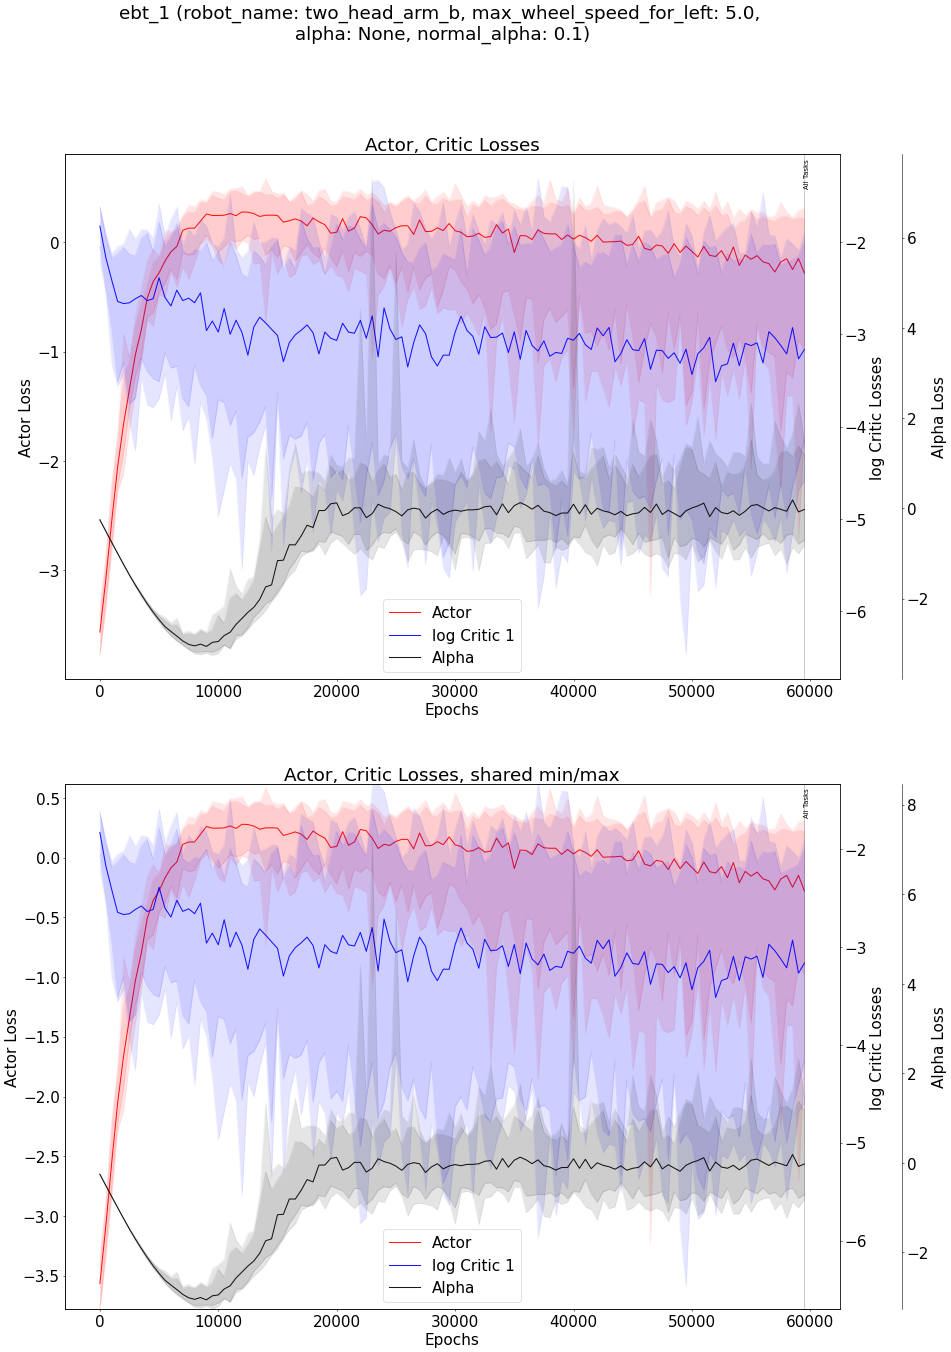 ebt_1 (robot_name: two_head_arm_b, max_wheel_speed_for_left: 5.0,
alpha: None, normal_alpha: 0.1)
Actor, Critic Losses
All Tasks
0
−1
−2
−3
Actor Loss
−2
−3
−4
−5
−6
log Critic Losses
6
4
2
0
−2
Alpha Loss
Actor
log Critic 1
Alpha
0
10000
20000
30000
40000
50000
60000
Epochs
Actor, Critic Losses, shared min/max
All Tasks
0.5
0.0
−0.5
−1.0
−1.5
−2.0
−2.5
−3.0
−3.5
Actor Loss
−2
−3
−4
−5
−6
log Critic Losses
8
6
4
2
0
−2
Alpha Loss
Actor
log Critic 1
Alpha
0
10000
20000
30000
40000
50000
60000
Epochs